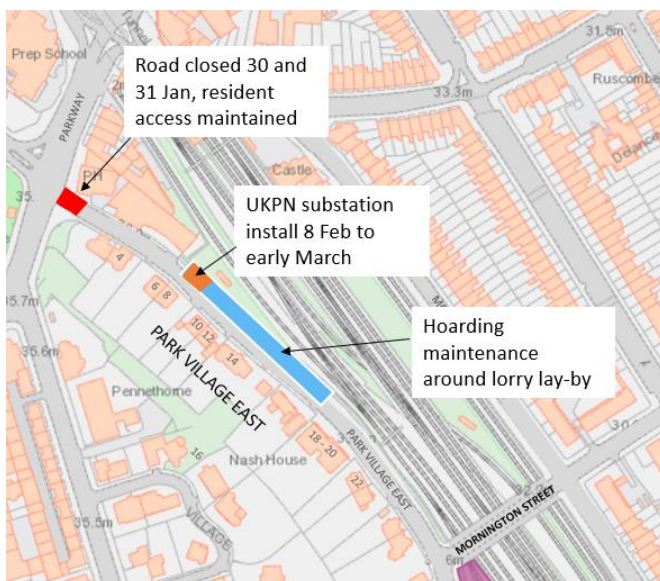 Prep School
Tunnel
31.5m
Road closed 30 and
31 Jan, resident
access maintained
33.3m
Ruscombe
PARKWAY
PH
Castle
Delancey
35.
UKPN substation
install 8 Feb to
early March
4
6 8
35.7m
10 12
14
Hoarding
maintenance
around lorry lay-by
35.6m
PARK VILLAGE EAST
Pennethorne
16
18 - 20
Nash House
PARK VILLAGE EAST
22
35.5m
VILLAGE
MORNINGTON STREET
6m